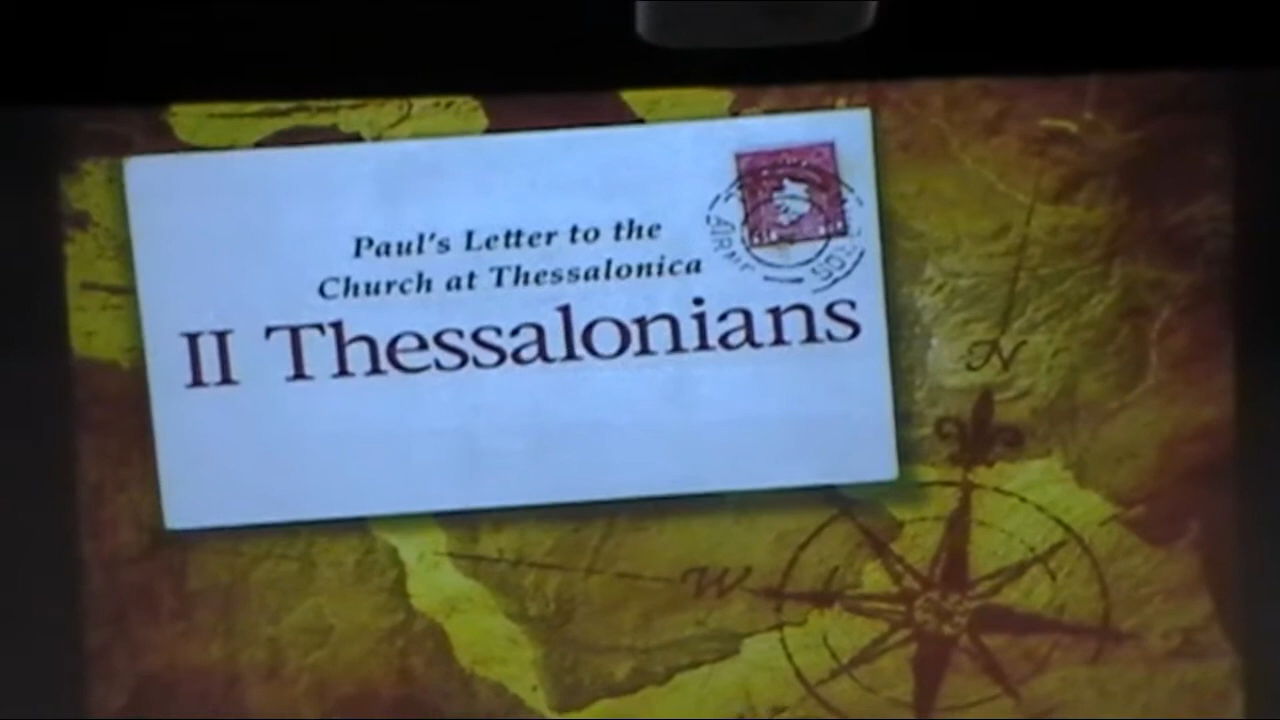 Paul's Letter to the
Church at Thessalonica
II Thessalonians
N
W